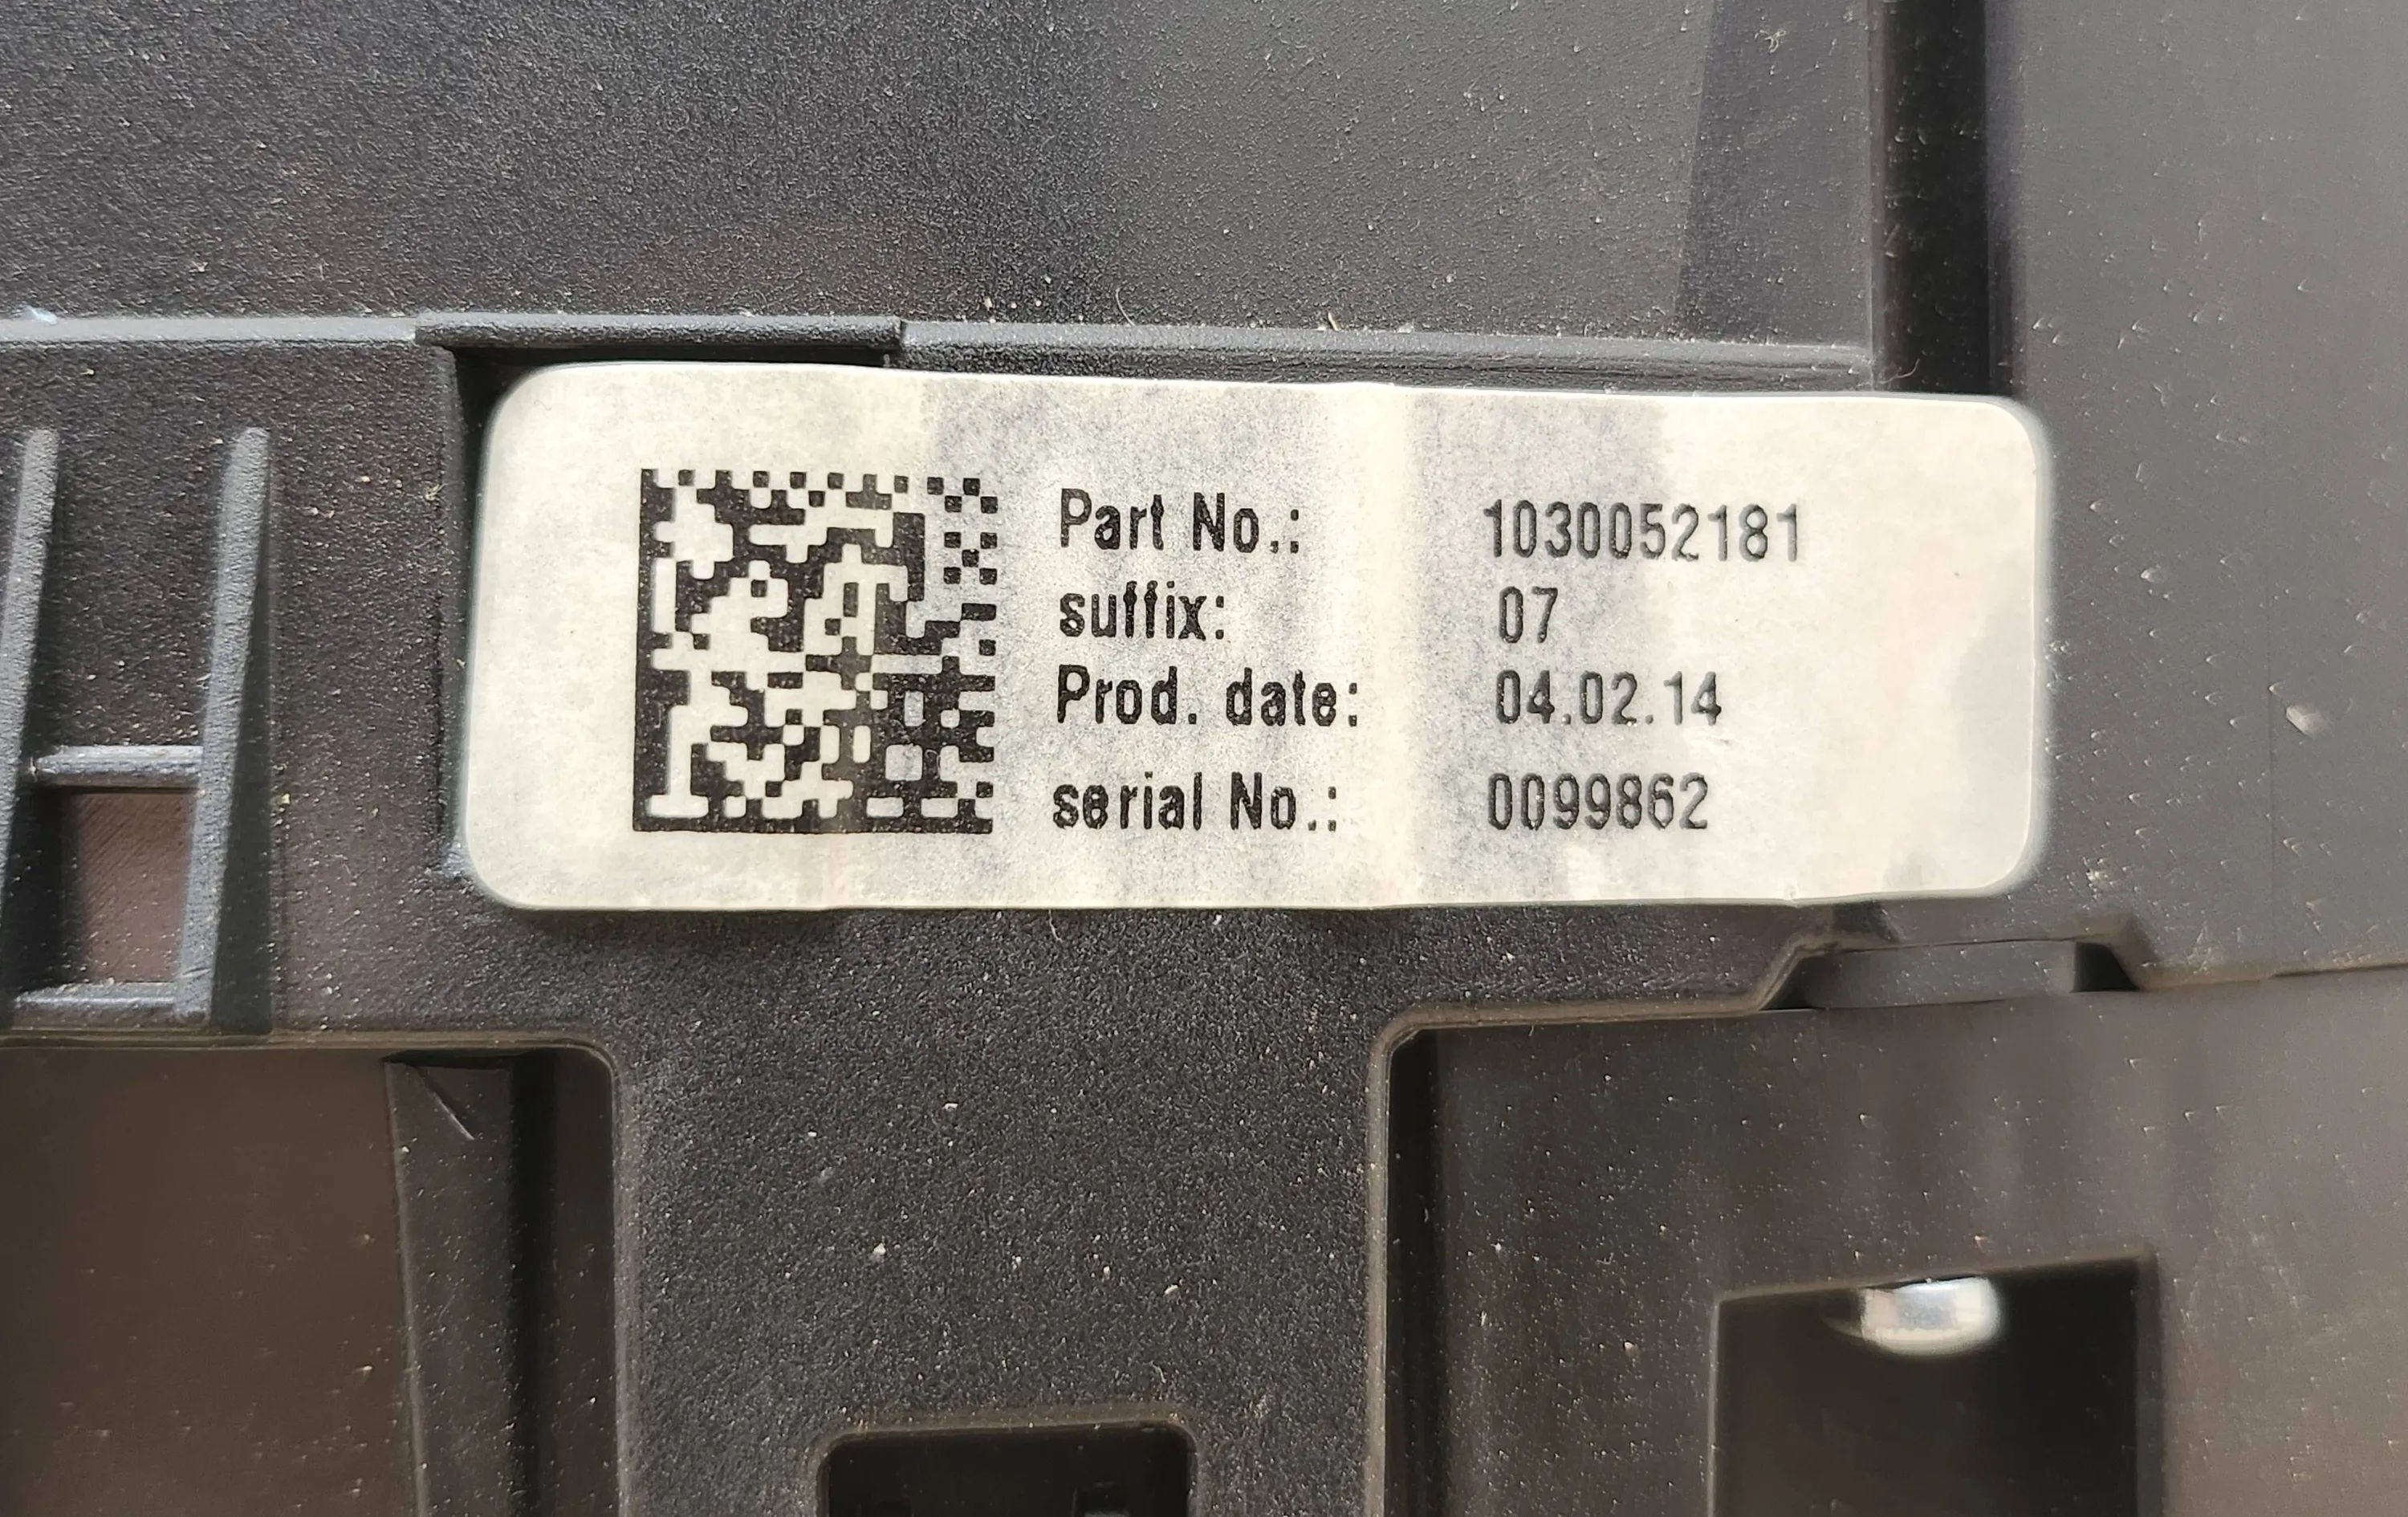 Part No.: 1030052181
suffix: 07
Prod. date: 04.02.14
serial No.: 0099862